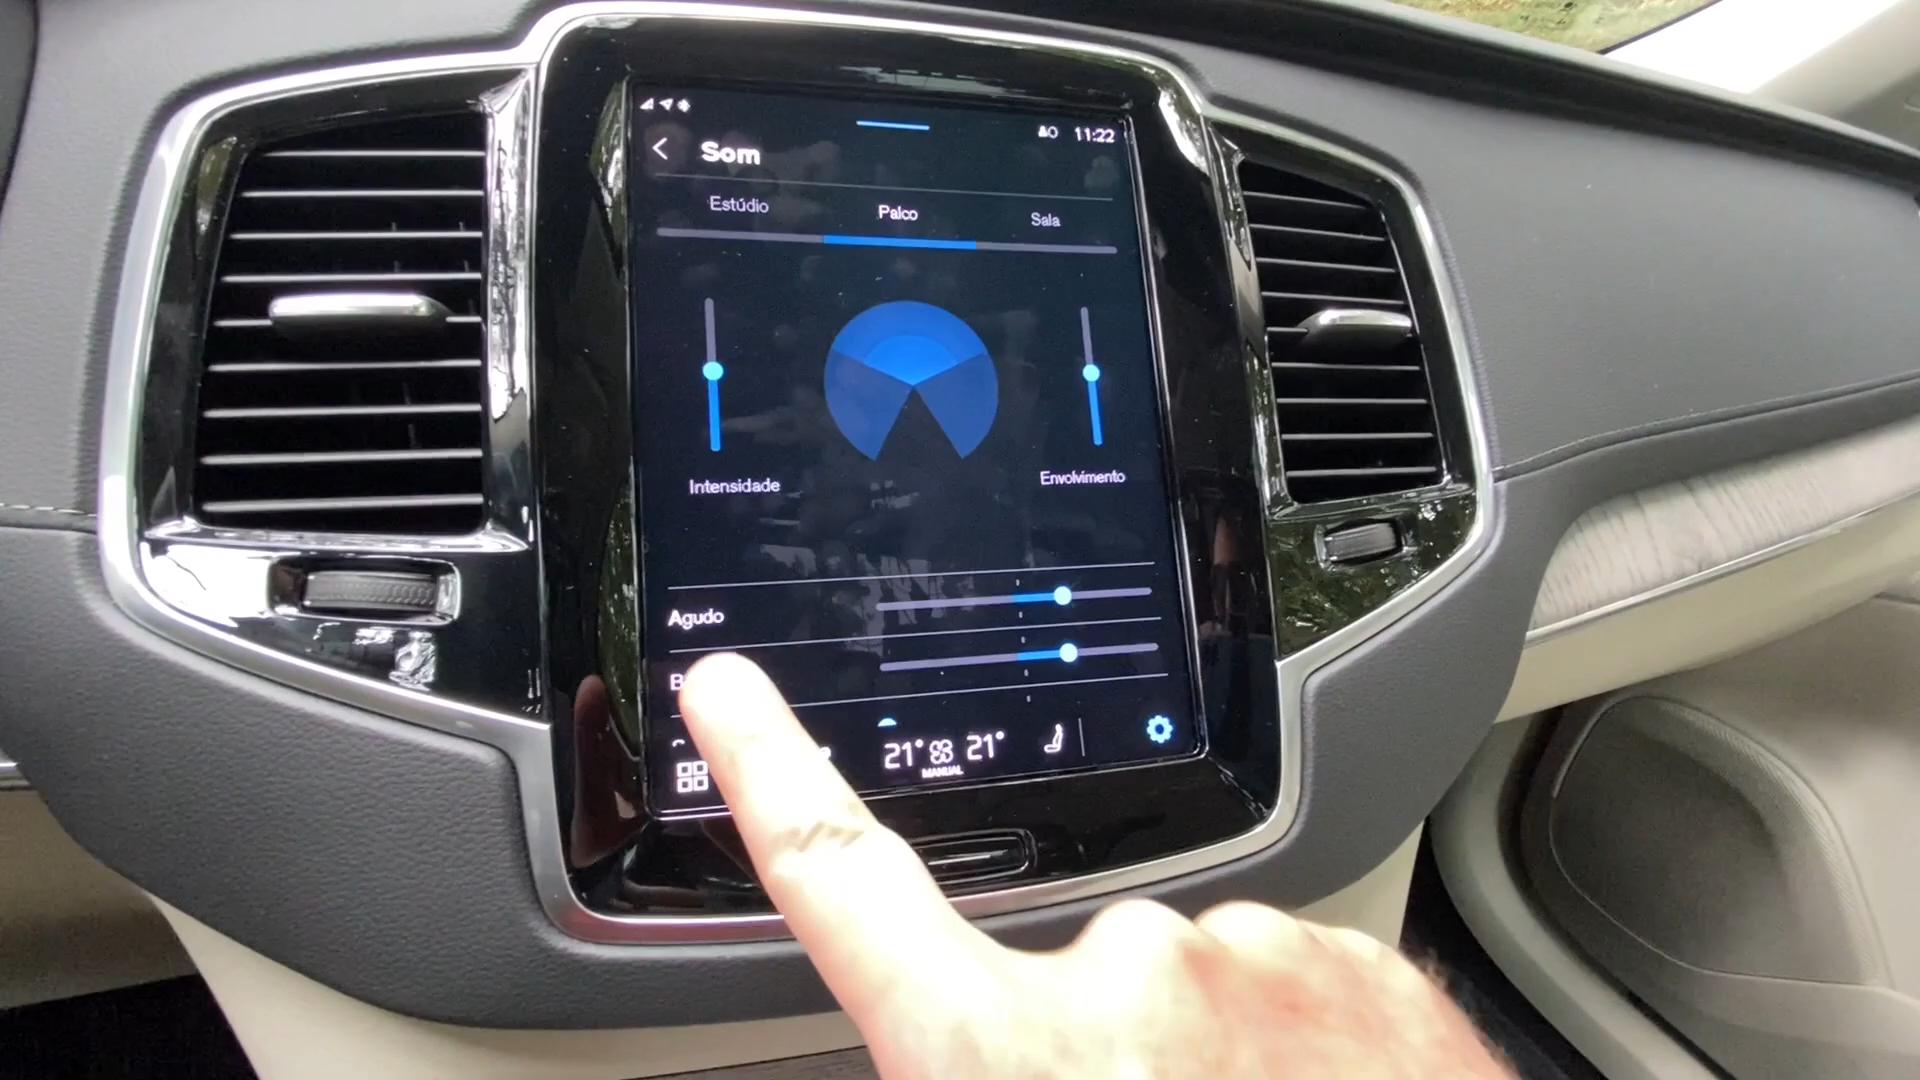 11:22
Som
Estúdio Palco Sala
Intensidade Envolvimento
Agudo
21° 21°
MANUAL